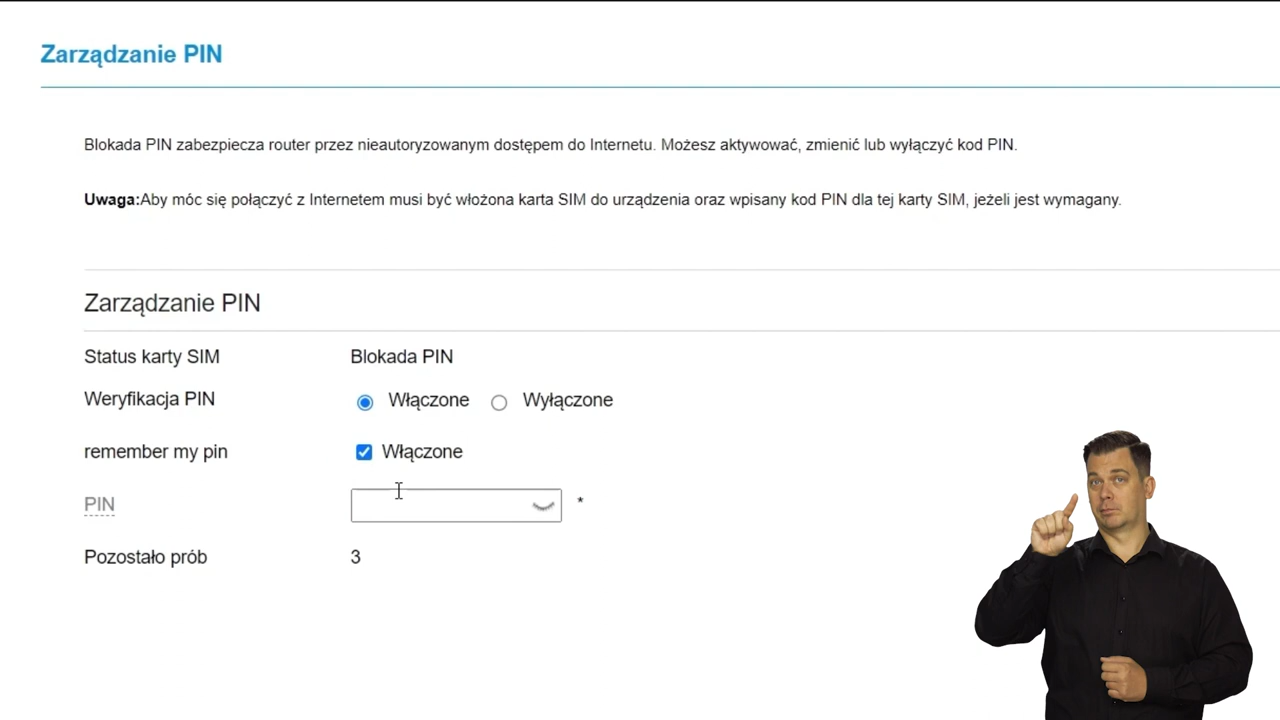 Zarządzanie PIN
Blokada PIN zabezpiecza router przez nieautoryzowanym dostępem do Internetu. Możesz aktywować, zmienić lub wyłączyć kod PIN.
Uwaga:Aby móc się połączyć z Internetem musi być włożona karta SIM do urządzenia oraz wpisany kod PIN dla tej karty SIM, jeżeli jest wymagany.
Zarządzanie PIN
Status karty SIM Blokada PIN
Weryfikacja PIN Włączone Wyłączone
remember my pin Włączone
PIN *
Pozostało prób 3